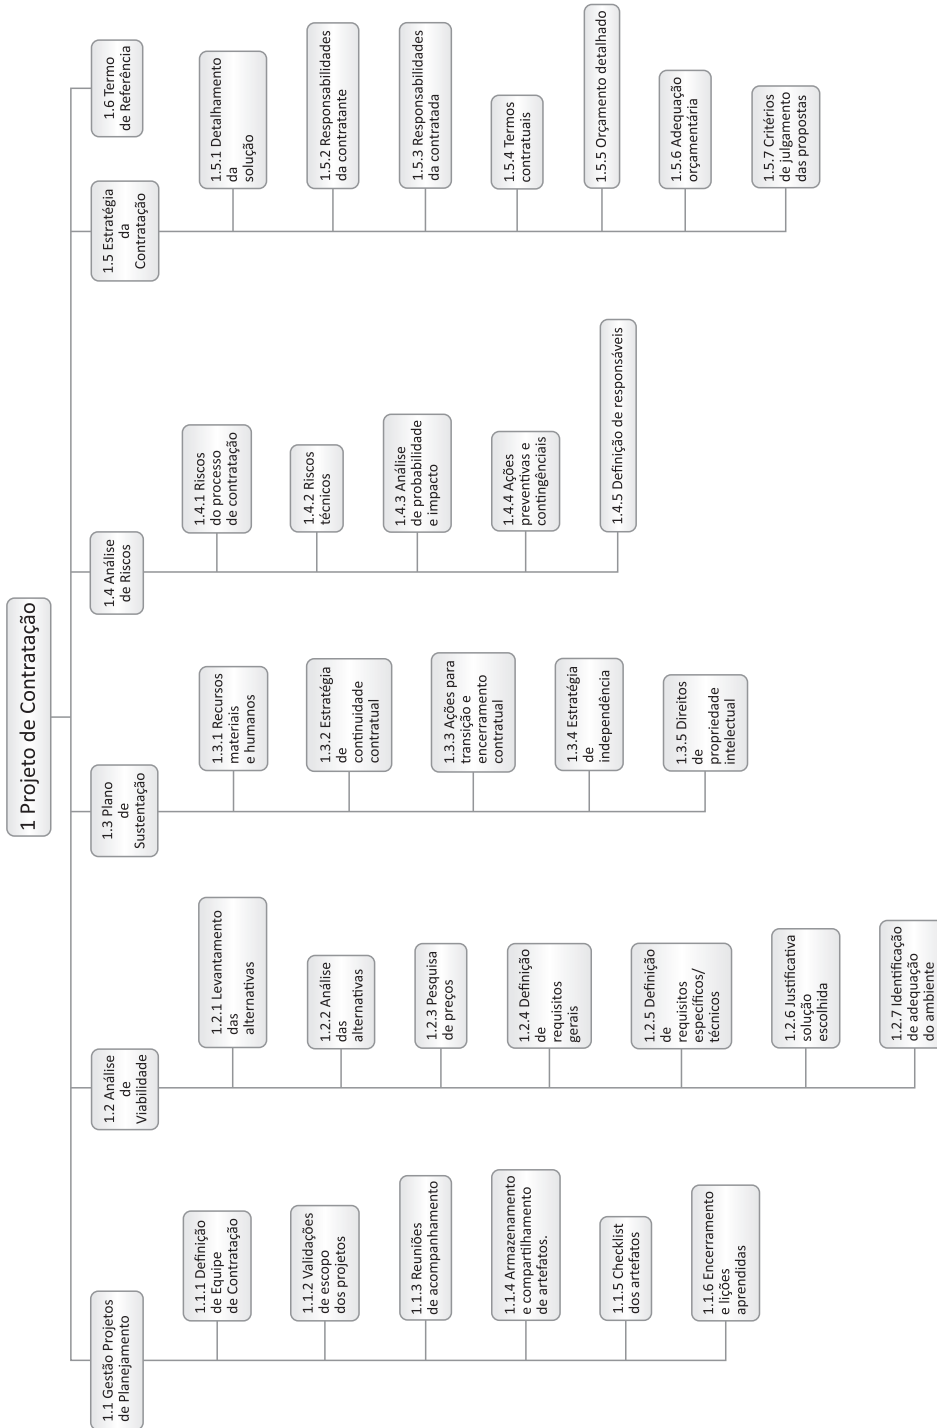 1 Projeto de Contratação
1.1 Gestão Projetos
de Planejamento
1.1.1 Definição
de Equipe
de Contratação
1.1.2 Validações
de escopo
dos projetos
1.1.3 Reuniões
de acompanhamento
1.1.4 Armazenamento
e compartilhamento
de artefatos.
1.1.5 Checklist
dos artefatos
1.1.6 Encerramento
e lições
aprendidas
1.2 Análise
de
Viabilidade
1.2.1 Levantamento
das
alternativas
1.2.2 Análise
das
alternativas
1.2.3 Pesquisa
de preços
1.2.4 Definição
de
requisitos
gerais
1.2.5 Definição
de
requisitos
específicos/
técnicos
1.2.6 Justificativa
solução
escolhida
1.2.7 Identificação
de adequação
do ambiente
1.3 Plano
de
Sustentação
1.3.1 Recursos
materiais
e humanos
1.3.2 Estratégia
de
continuidade
contratual
1.3.3 Ações para
transição e
encerramento
contratual
1.3.4 Estratégia
de
independência
1.3.5 Direitos
de
propriedade
intelectual
1.4 Análise
de Riscos
1.4.1 Riscos
do processo
de contratação
1.4.2 Riscos
técnicos
1.4.3 Análise
de probabilidade
e impacto
1.4.4 Ações
preventivas e
contingênciais
1.4.5 Definição de responsáveis
1.5 Estratégia
da
Contratação
1.5.1 Detalhamento
da
solução
1.5.2 Responsabilidades
da contratante
1.5.3 Responsabilidades
da contratada
1.5.4 Termos
contratuais
1.5.5 Orçamento detalhado
1.5.6 Adequação
orçamentária
1.5.7 Critérios
de julgamento
das propostas
1.6 Termo
de Referência